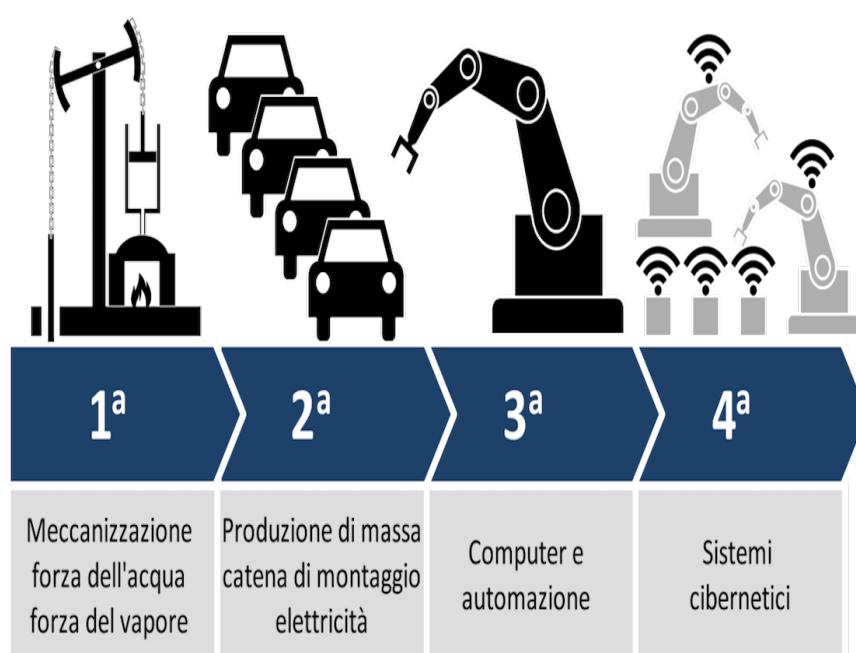 1ª
2ª
3ª
4ª
Meccanizzazione
forza dell'acqua
forza del vapore
Produzione di massa
catena di montaggio
elettricità
Computer e
automazione
Sistemi
cibernetici